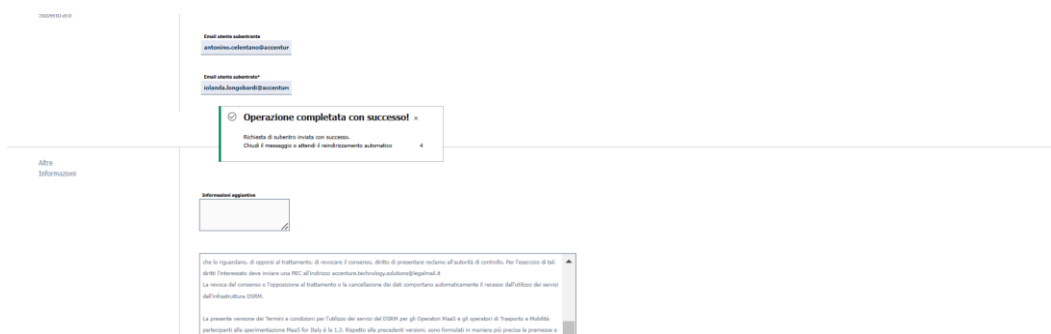 Subentrato
Email utente subentrante
antonino.celentano@accentur
Email utente subentrato*
iolanda.longobardi@accenture
Operazione completata con successo! ×
Richiesta di subentro inviata con successo.
Chiudi il messaggio o attendi il reindirizzamento automatico 4
Altre
Informazioni
Informazioni aggiuntive
che lo riguardano, di opporsi al trattamento, di revocare il consenso, diritto di presentare reclamo all'autorità di controllo. Per l'esercizio di tali
diritti l'interessato deve inviare una PEC all'indirizzo accenture.technology.solutions@legalmail.it
La revoca del consenso o l'opposizione al trattamento o la cancellazione dei dati comportano automaticamente il recesso dall'utilizzo dei servizi
dell'infrastruttura DSRM.
La presente versione dei Termini e condizioni per l'utilizzo dei servizi del DSRM per gli Operatori MaaS e gli operatori di Trasporto e Mobilità
partecipanti alla sperimentazione MaaS for Italy è la 1.3. Rispetto alle precedenti versioni, sono formulati in maniera più precisa le premesse e